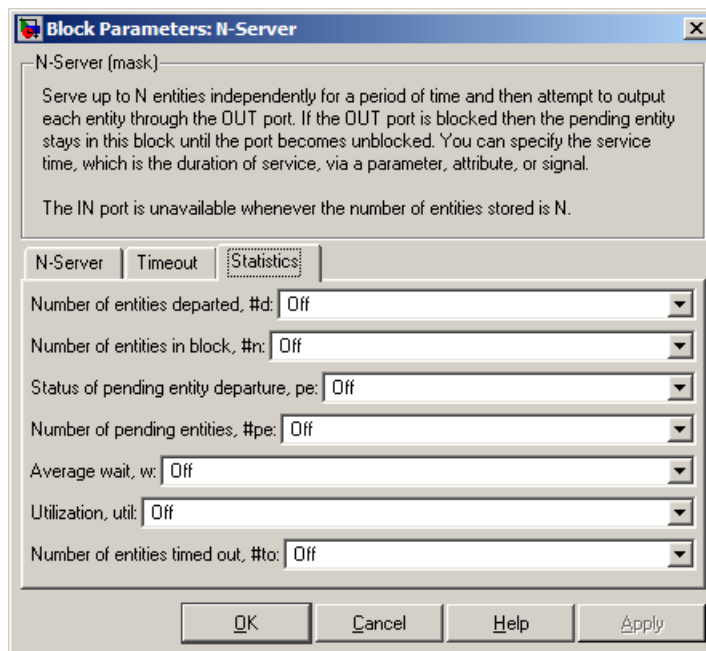 Block Parameters: N-Server
N-Server (mask)
Serve up to N entities independently for a period of time and then attempt to output
each entity through the OUT port. If the OUT port is blocked then the pending entity
stays in this block until the port becomes unblocked. You can specify the service
time, which is the duration of service, via a parameter, attribute, or signal.
The IN port is unavailable whenever the number of entities stored is N.
N-Server Timeout Statistics
Number of entities departed, #d: Off
Number of entities in block, #n: Off
Status of pending entity departure, pe: Off
Number of pending entities, #pe: Off
Average wait, w: Off
Utilization, util: Off
Number of entities timed out, #to: Off
OK Cancel Help Apply